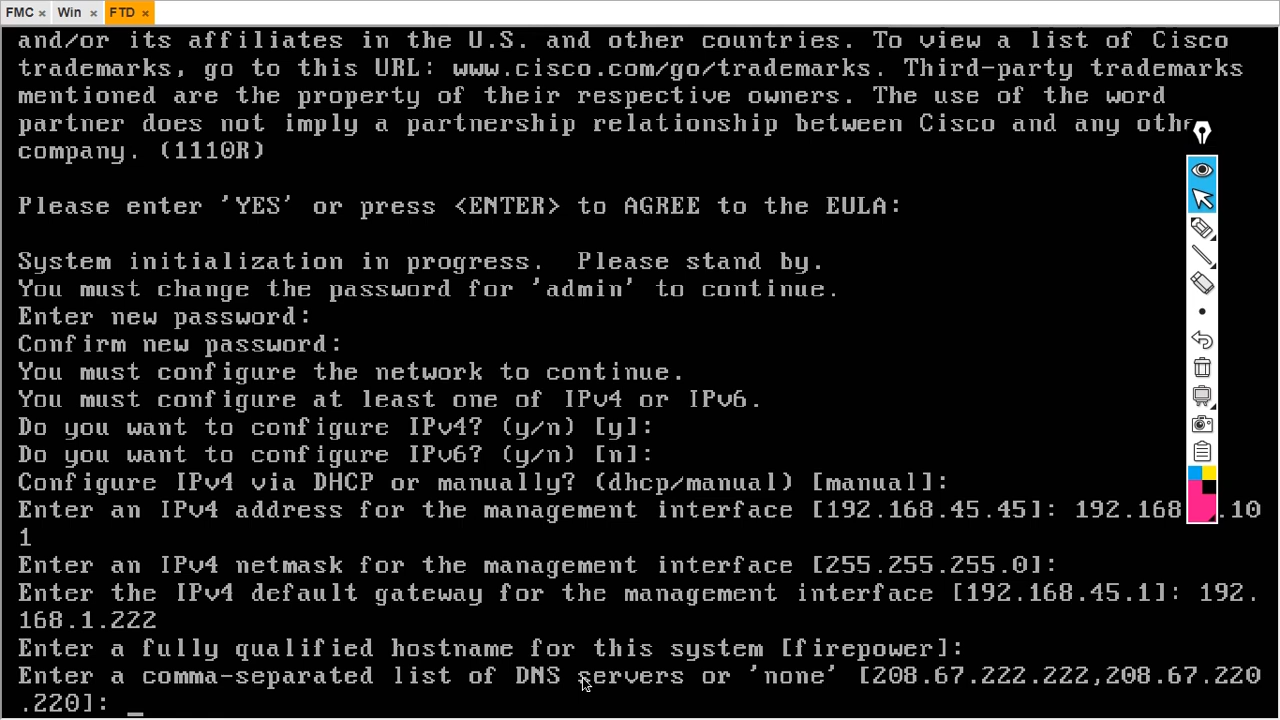 FMC × Win × FTD ×
and/or its affiliates in the U.S. and other countries. To view a list of Cisco
trademarks, go to this URL: www.cisco.com/go/trademarks. Third-party trademarks
mentioned are the property of their respective owners. The use of the word
partner does not imply a partnership relationship between Cisco and any
company. (1110R)
Please enter 'YES' or press <ENTER> to AGREE to the EULA:
System initialization in progress.  Please stand by.
You must change the password for 'admin' to continue.
Enter new password:
Confirm new password:
You must configure the network to continue.
You must configure at least one of IPv4 or IPv6.
Do you want to configure IPv4? (y/n) [y]:
Do you want to configure IPv6? (y/n) [n]:
Configure IPv4 via DHCP or manually? (dhcp/manual) [manual]:
Enter an IPv4 address for the management interface [192.168.45.45]: 192.168 .10
1
Enter an IPv4 netmask for the management interface [255.255.255.0]:
Enter the IPv4 default gateway for the management interface [192.168.45.1]: 192.
168.1.222
Enter a fully qualified hostname for this system [firepower]:
Enter a comma-separated list of DNS servers or 'none' [208.67.222.222,208.67.220
.220]: _